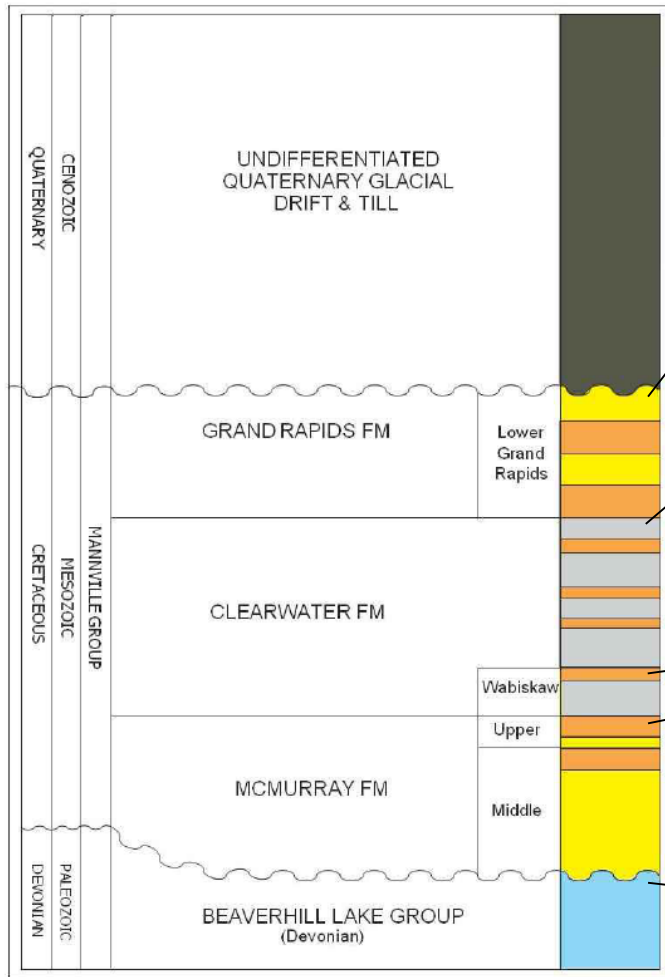 QUATERNARY
CENOZOIC
UNDIFFERENTIATED
QUATERNARY GLACIAL
DRIFT & TILL
CRETACEOUS
MESOZOIC
MANNVILLE GROUP
GRAND RAPIDS FM
Lower
Grand
Rapids
CLEARWATER FM
Wabiskaw
MCMURRAY FM
Upper
Middle
DEVONIAN
PALEOZOIC
BEAVERHILL LAKE GROUP
(Devonian)